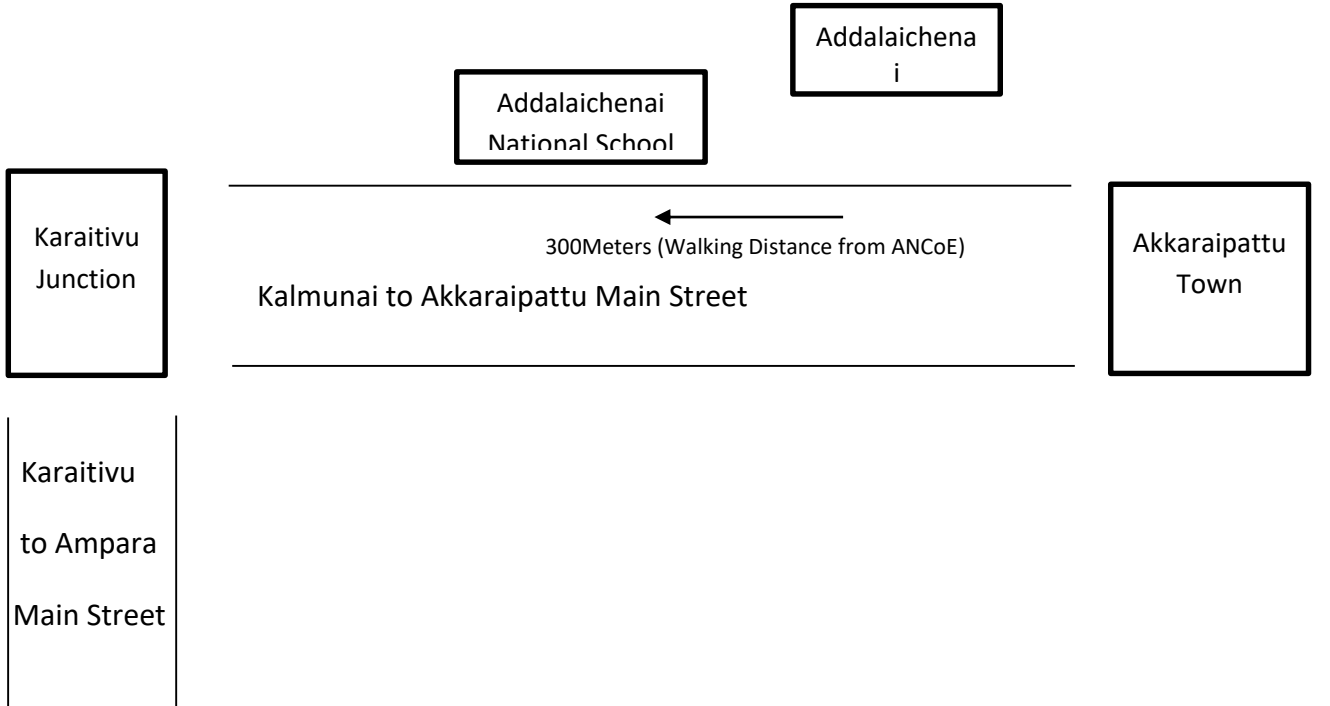 Addalaichena
i
Addalaichenai
National School
Karaitivu
Junction
300Meters (Walking Distance from ANCoE)
Kalmunai to Akkaraipattu Main Street
Akkaraipattu
Town
Karaitivu
to Ampara
Main Street